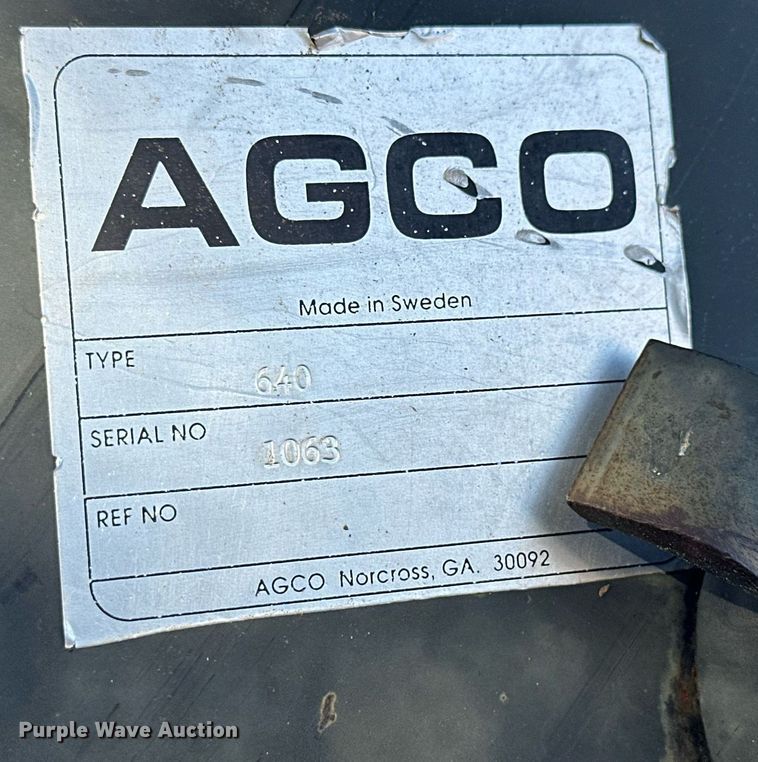 AGCO
Made in Sweden
TYPE 640
SERIAL NO 1063
REF NO
AGCO Norcross, GA. 30092
Purple Wave Auction